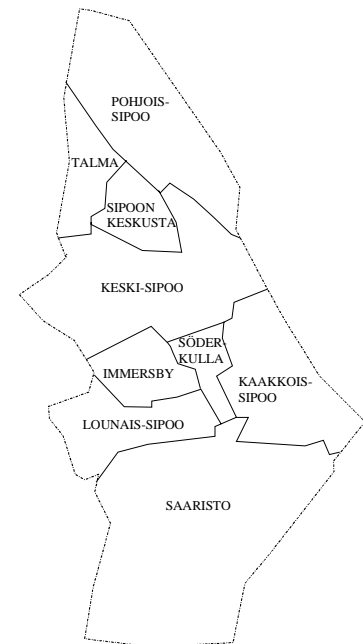 POHJOIS-
SIPOO
TALMA
SIPOON
KESKUSTA
KESKI-SIPOO
SÖDER-
KULLA
IMMERSBY
KAAKKOIS-
SIPOO
LOUNAIS-SIPOO
SAARISTO